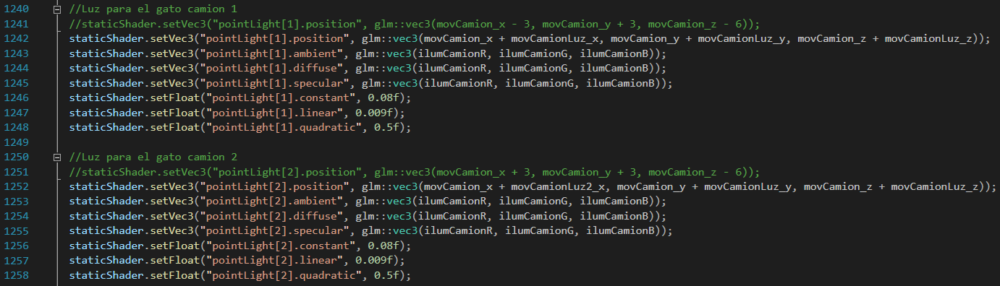 1240 //Luz para el gato camion 1
1241 //staticShader.setVec3("pointLight[1].position", glm::vec3(movCamion_x - 3, movCamion_y + 3, movCamion_z - 6));
1242 staticShader.setVec3("pointLight[1].position", glm::vec3(movCamion_x + movCamionLuz_x, movCamion_y + movCamionLuz_y, movCamion_z + movCamionLuz_z));
1243 staticShader.setVec3("pointLight[1].ambient", glm::vec3(ilumCamionR, ilumCamionG, ilumCamionB));
1244 staticShader.setVec3("pointLight[1].diffuse", glm::vec3(ilumCamionR, ilumCamionG, ilumCamionB));
1245 staticShader.setVec3("pointLight[1].specular", glm::vec3(ilumCamionR, ilumCamionG, ilumCamionB));
1246 staticShader.setFloat("pointLight[1].constant", 0.08f);
1247 staticShader.setFloat("pointLight[1].linear", 0.009f);
1248 staticShader.setFloat("pointLight[1].quadratic", 0.5f);
1249
1250 //Luz para el gato camion 2
1251 //staticShader.setVec3("pointLight[2].position", glm::vec3(movCamion_x + 3, movCamion_y + 3, movCamion_z - 6));
1252 staticShader.setVec3("pointLight[2].position", glm::vec3(movCamion_x + movCamionLuz2_x, movCamion_y + movCamionLuz_y, movCamion_z + movCamionLuz_z));
1253 staticShader.setVec3("pointLight[2].ambient", glm::vec3(ilumCamionR, ilumCamionG, ilumCamionB));
1254 staticShader.setVec3("pointLight[2].diffuse", glm::vec3(ilumCamionR, ilumCamionG, ilumCamionB));
1255 staticShader.setVec3("pointLight[2].specular", glm::vec3(ilumCamionR, ilumCamionG, ilumCamionB));
1256 staticShader.setFloat("pointLight[2].constant", 0.08f);
1257 staticShader.setFloat("pointLight[2].linear", 0.009f);
1258 staticShader.setFloat("pointLight[2].quadratic", 0.5f);